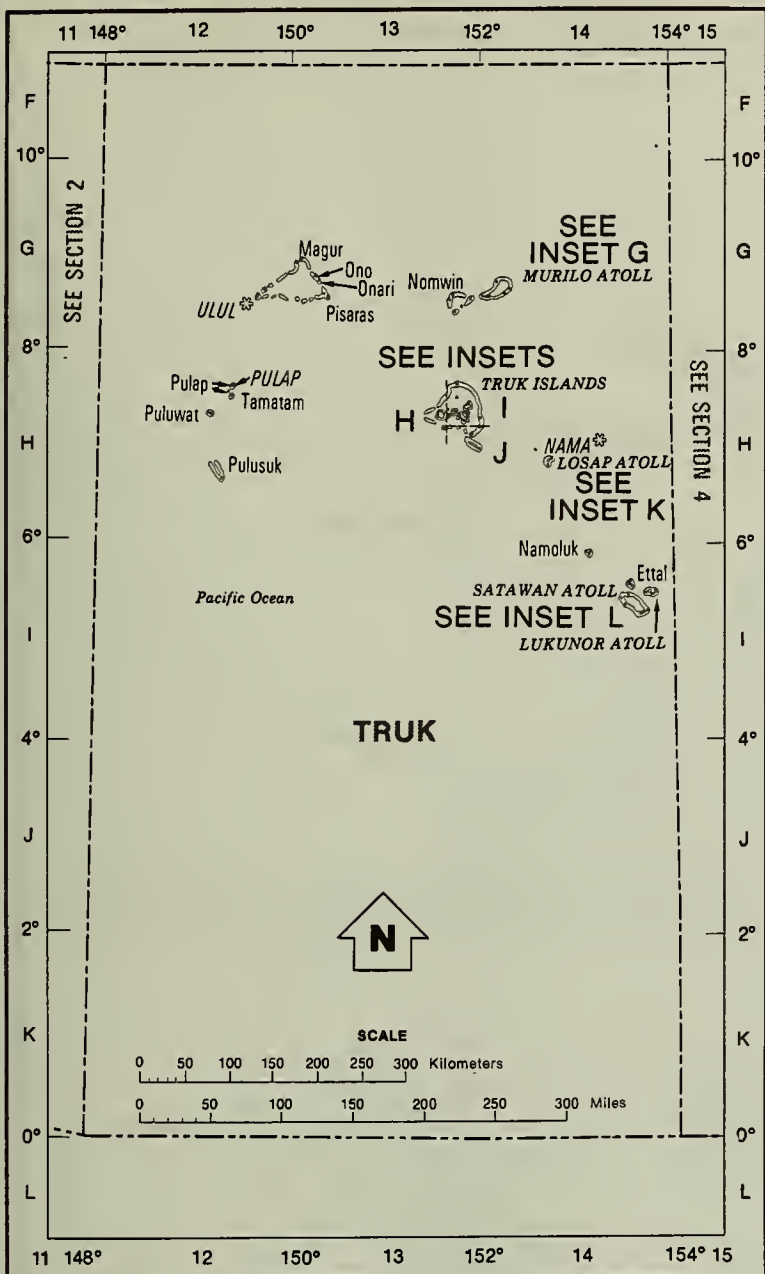 11 148° 12 150° 13 152° 14 154° 15
F F
10° 10°
SEE SECTION 2
G G
SEE
INSET G
MURILO ATOLL
Magur
Ono
Onari
Nomwin
ULUL*
Pisaras
8° 8°
SEE INSETS
TRUK ISLANDS
Pulap PULAP
Tamatam
Puluwat
H I
J
H H
SEE SECTION 4
NAMA*
LOSAP ATOLL
Pulusuk
SEE
INSET K
6° 6°
Namoluk
Ettal
SATAWAN ATOLL
Pacific Ocean
SEE INSET L
I I
LUKUNOR ATOLL
TRUK
4° 4°
J J
N
2° 2°
K K
SCALE
0 50 100 150 200 250 300 Kilometers
0 50 100 150 200 250 300 Miles
0° 0°
L L
11 148° 12 150° 13 152° 14 154° 15